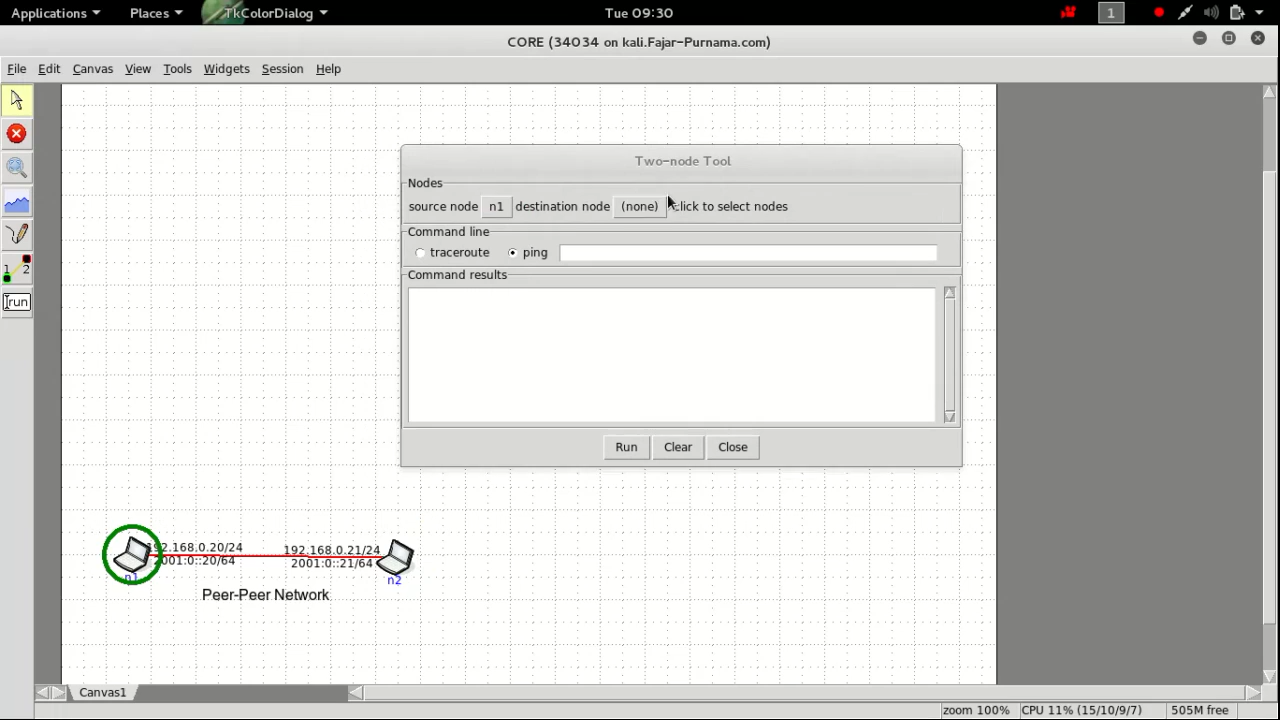 Applications Places TkColorDialog Tue 09:30 1
CORE (34034 on kali.Fajar-Purnama.com)
File Edit Canvas View Tools Widgets Session Help
Two-node Tool
Nodes
source node n1 destination node (none) click to select nodes
Command line
traceroute ping
Command results
1 2
run
Run Clear Close
192.168.0.20/24 192.168.0.21/24
2001:0::20/64 2001:0::21/64
n1 n2
Peer-Peer Network
Canvas1
zoom 100% CPU 11% (15/10/9/7) 505M free